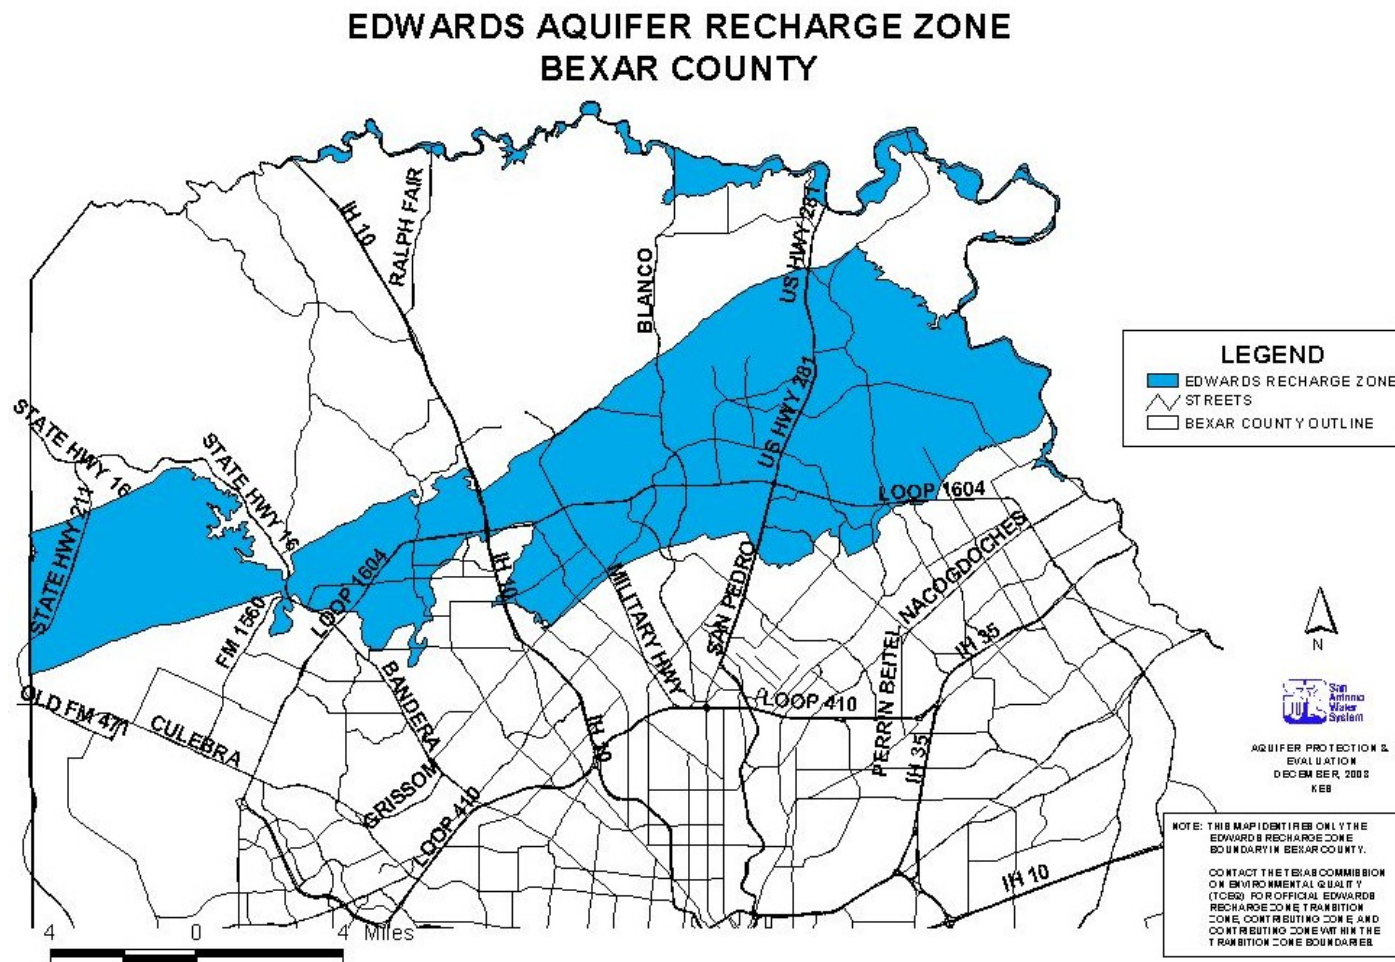 EDWARDS AQUIFER RECHARGE ZONE
BEXAR COUNTY
IH 10
RALPH FAIR
BLANCO
US HWY 281
US HWY 281
LEGEND
EDWARDS RECHARGE ZONE
STREETS
BEXAR COUNTY OUTLINE
STATE HWY 16
STATE HWY 211
STATE HWY 16
LOOP 1604
LOOP 1604
IH 10
MILITARY HWY
SAN PEDRO
NACOGDOCHES
PERRIN BEITEL
IH 35
FM 1560
BANDERA
OLD FM 471
CULEBRA
GRISSOM
LOOP 410
LOOP 410
IH 10
IH 35
IH 10
N
San
Antonio
Water
System
AQUIFER PROTECTION &
EVALUATION
DECEMBER, 2002
KEB
NOTE: THIS MAP IDENTIFIES ONLY THE
EDWARDS RECHARGE ZONE
BOUNDARY IN BEXAR COUNTY.
CONTACT THE TEXAS COMMISSION
ON ENVIRONMENTAL QUALITY
(TCEQ) FOR OFFICIAL EDWARDS
RECHARGE ZONE, TRANSITION
ZONE, CONTRIBUTING ZONE, AND
CONTRIBUTING ZONE WITHIN THE
TRANSITION ZONE BOUNDARIES.
4 0 4 Miles